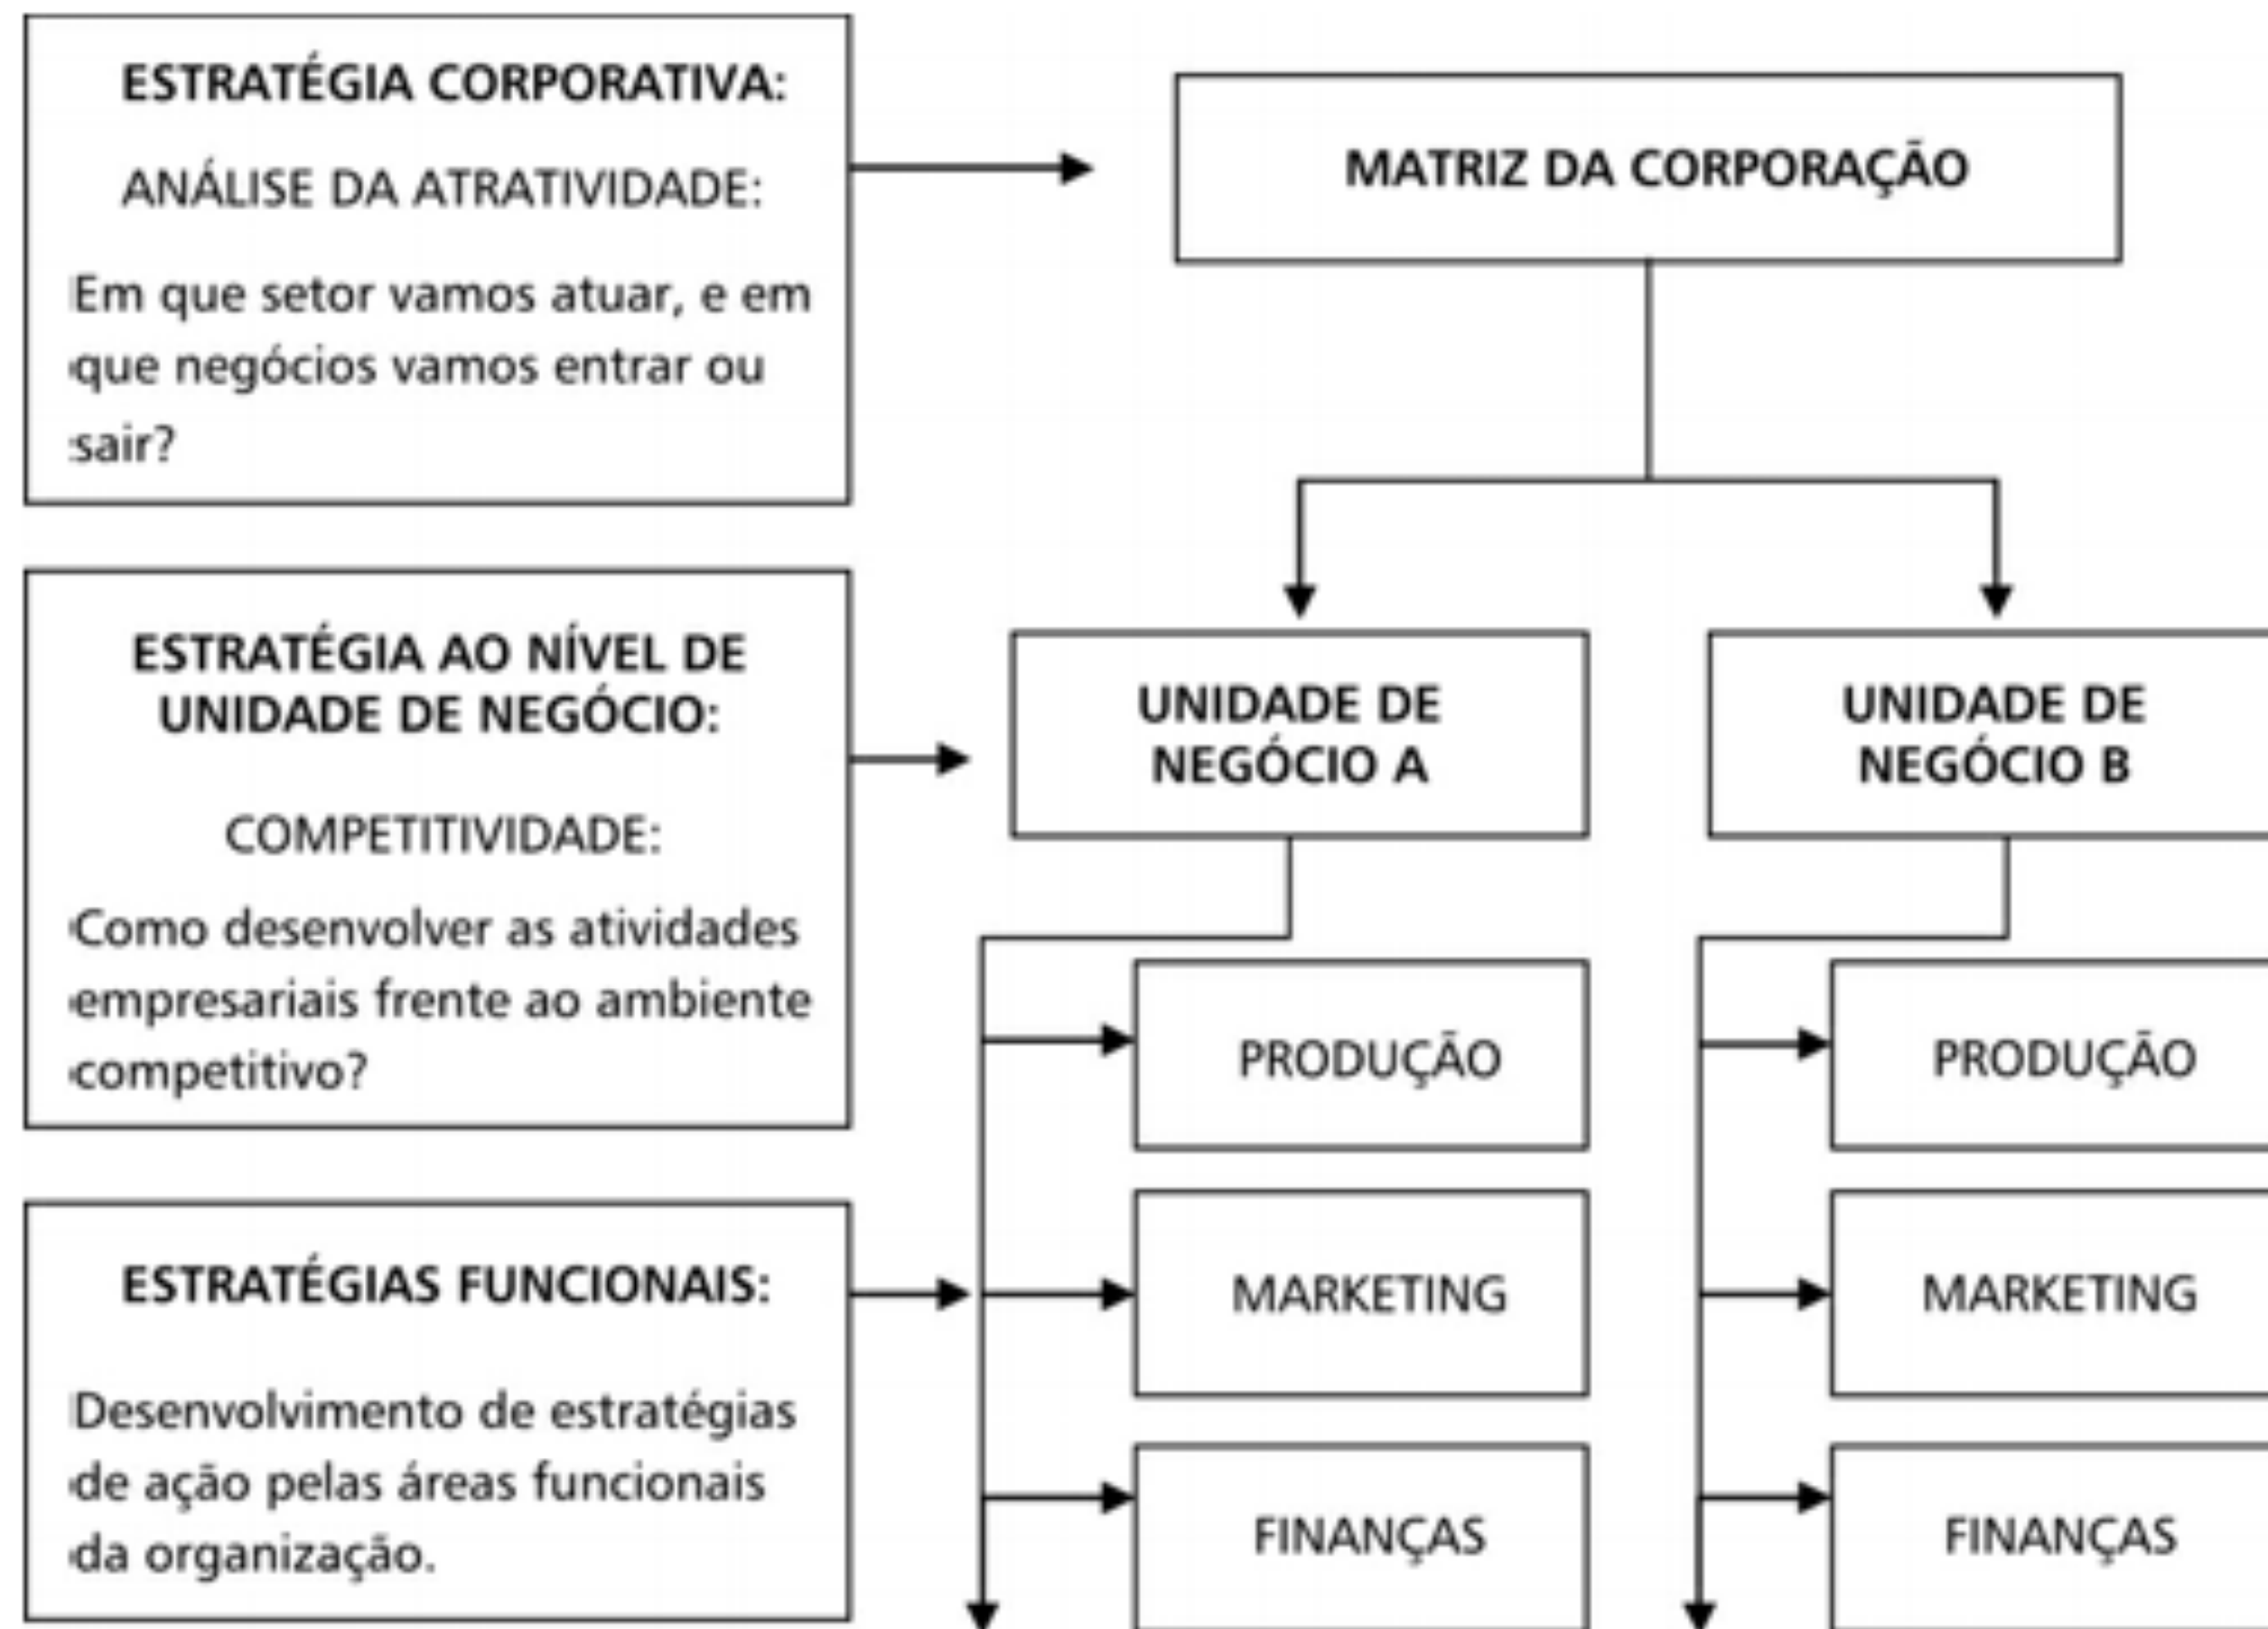 ESTRATÉGIA CORPORATIVA:
ANÁLISE DA ATRATIVIDADE:
Em que setor vamos atuar, e em
que negócios vamos entrar ou
sair?
MATRIZ DA CORPORAÇÃO
ESTRATÉGIA AO NÍVEL DE
UNIDADE DE NEGÓCIO:
COMPETITIVIDADE:
Como desenvolver as atividades
empresariais frente ao ambiente
competitivo?
UNIDADE DE
NEGÓCIO A
UNIDADE DE
NEGÓCIO B
PRODUÇÃO
PRODUÇÃO
ESTRATÉGIAS FUNCIONAIS:
Desenvolvimento de estratégias
de ação pelas áreas funcionais
da organização.
MARKETING
MARKETING
FINANÇAS
FINANÇAS